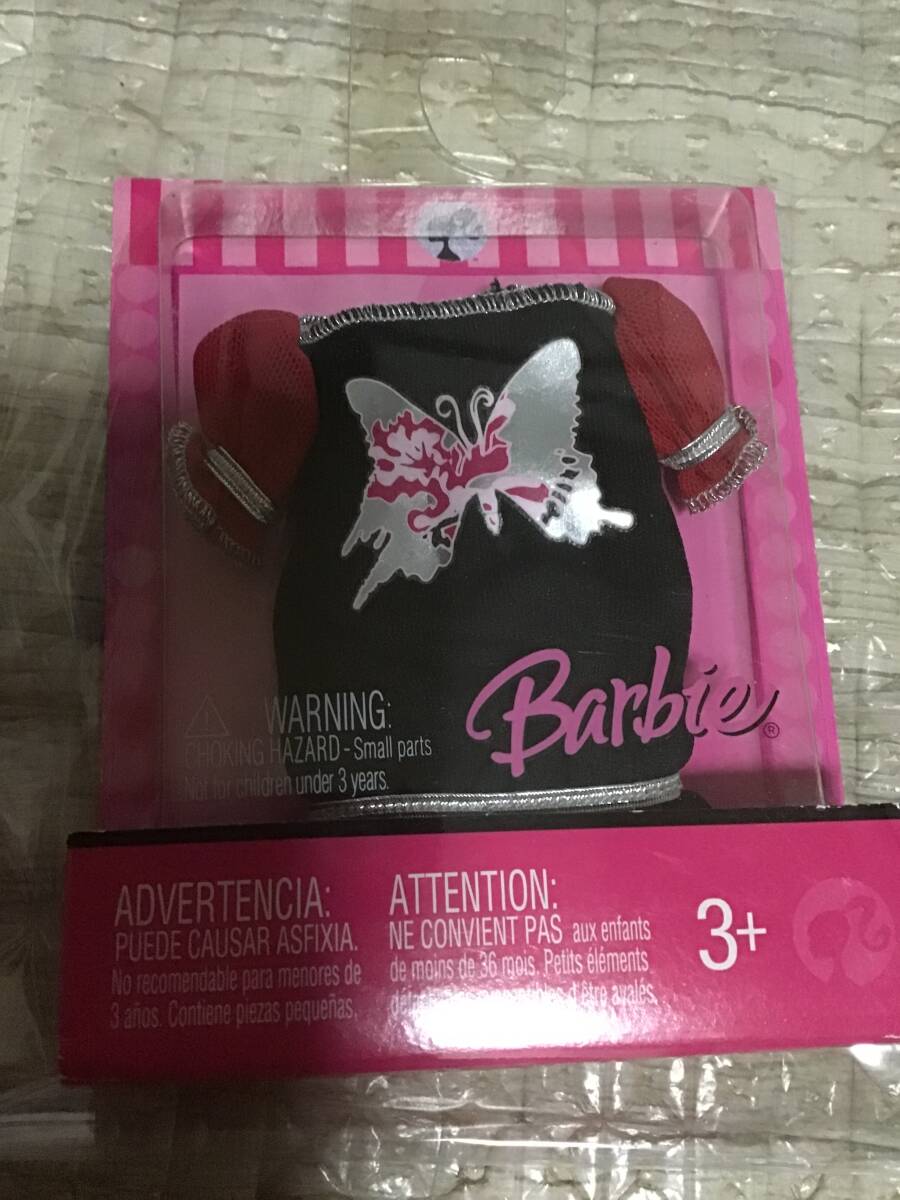 WARNING:
CHOKING HAZARD - Small parts
Not for children under 3 years.
Barbie®
ADVERTENCIA:
PUEDE CAUSAR ASFIXIA.
No recomendable para menores de
3 años. Contiene piezas pequeñas.
ATTENTION:
NE CONVIENT PAS aux enfants
de moins de 36 mois. Petits éléments
d'être avalés.
3+